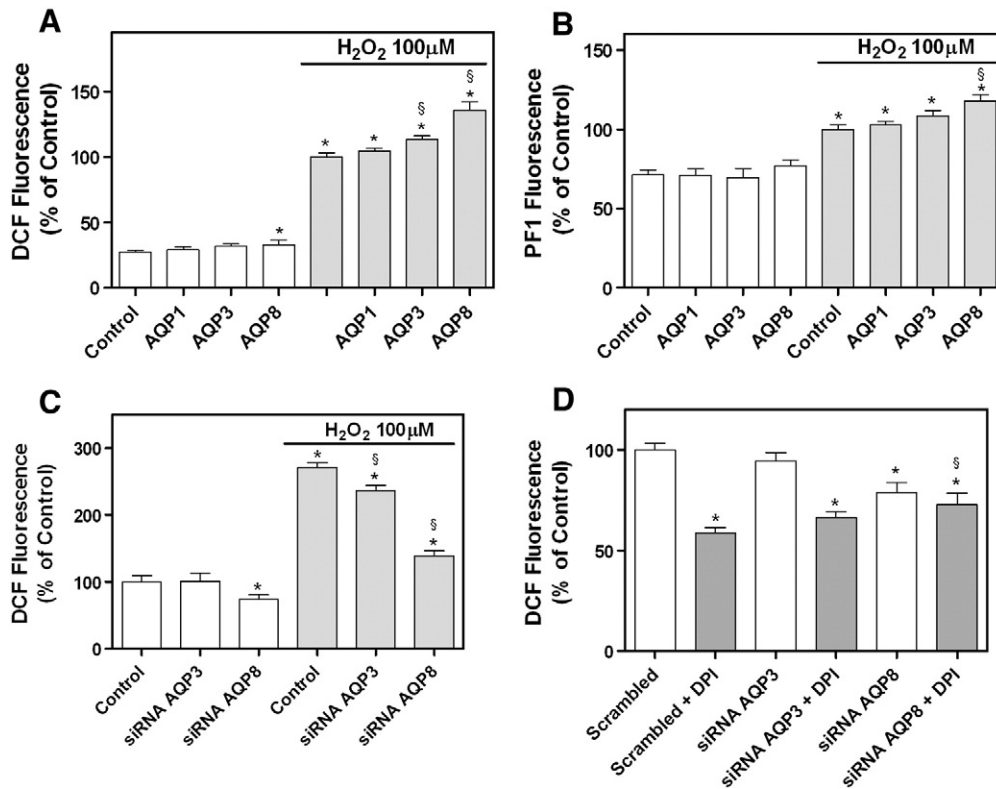 A
DCF Fluorescence
(% of Control)
H₂O₂ 100μM
150
100
50
0
*
*
*
§
*
§
*
Control
AQP1
AQP3
AQP8
AQP1
AQP3
AQP8
B
PF1 Fluorescence
(% of Control)
H₂O₂ 100μM
150
100
50
0
*
*
*
§
*
Control
AQP1
AQP3
AQP8
Control
AQP1
AQP3
AQP8
C
DCF Fluorescence
(% of Control)
H₂O₂ 100μM
300
200
100
0
*
*
§
*
§
*
Control
siRNA AQP3
siRNA AQP8
Control
siRNA AQP3
siRNA AQP8
D
DCF Fluorescence
(% of Control)
100
50
0
*
*
*
§
*
Scrambled
Scrambled + DPI
siRNA AQP3
siRNA AQP3 + DPI
siRNA AQP8
siRNA AQP8 + DPI